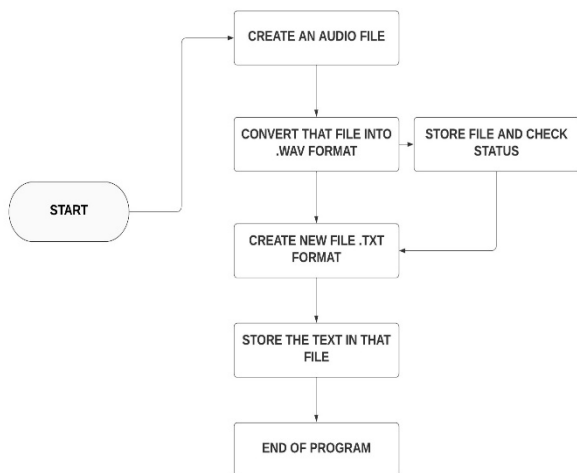 CREATE AN AUDIO FILE
CONVERT THAT FILE INTO
.WAV FORMAT
STORE FILE AND CHECK
STATUS
START
CREATE NEW FILE .TXT
FORMAT
STORE THE TEXT IN THAT
FILE
END OF PROGRAM